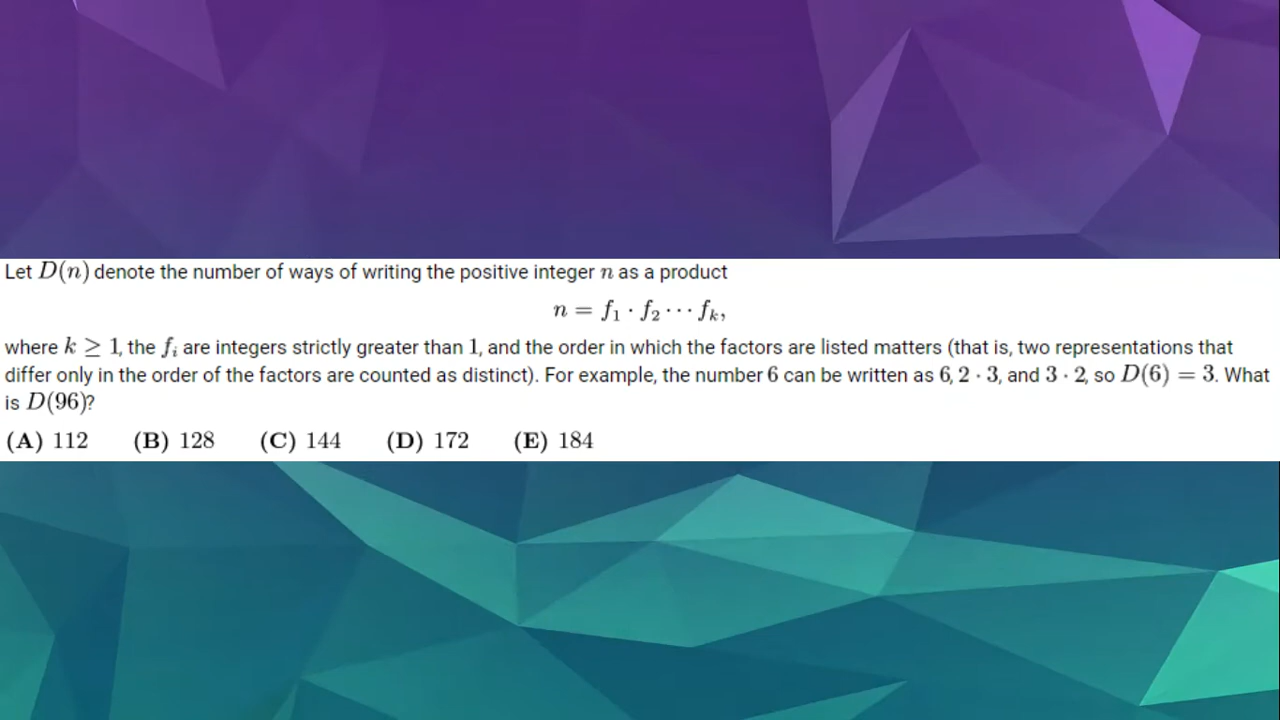 Let D(n) denote the number of ways of writing the positive integer n as a product
n = f₁ · f₂ ··· fₖ,
where k ≥ 1, the fᵢ are integers strictly greater than 1, and the order in which the factors are listed matters (that is, two representations that
differ only in the order of the factors are counted as distinct). For example, the number 6 can be written as 6, 2 · 3, and 3 · 2, so D(6) = 3. What
is D(96)?
(A) 112 (B) 128 (C) 144 (D) 172 (E) 184